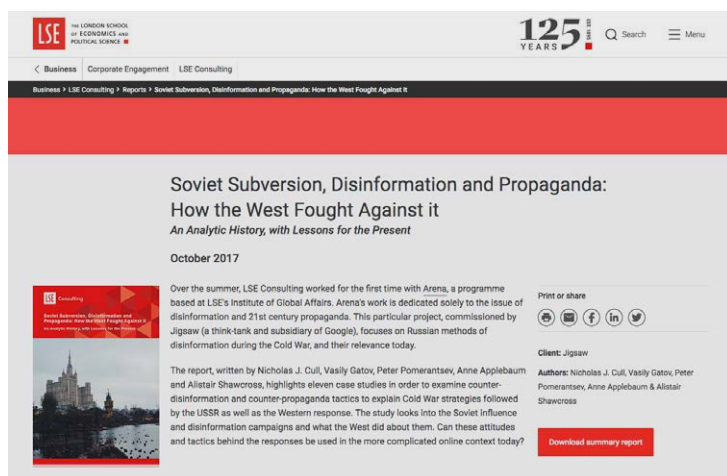 LSE THE LONDON SCHOOL
OF ECONOMICS AND
POLITICAL SCIENCE
125
YEARS
Search
Menu
Business
Corporate Engagement
LSE Consulting
Business > LSE Consulting > Reports > Soviet Subversion, Disinformation and Propaganda: How the West Fought Against it
Soviet Subversion, Disinformation and Propaganda:
How the West Fought Against it
An Analytic History, with Lessons for the Present
October 2017
LSE Consulting
Soviet Subversion, Disinformation and
Propaganda: How the West Fought Against it
An Analytic History, with Lessons for the Present
Over the summer, LSE Consulting worked for the first time with Arena, a programme
based at LSE's Institute of Global Affairs. Arena's work is dedicated solely to the issue of
disinformation and 21st century propaganda. This particular project, commissioned by
Jigsaw (a think-tank and subsidiary of Google), focuses on Russian methods of
disinformation during the Cold War, and their relevance today.
The report, written by Nicholas J. Cull, Vasily Gatov, Peter Pomerantsev, Anne Applebaum
and Alistair Shawcross, highlights eleven case studies in order to examine counter-
disinformation and counter-propaganda tactics to explain Cold War strategies followed
by the USSR as well as the Western response. The study looks into the Soviet influence
and disinformation campaigns and what the West did about them. Can these attitudes
and tactics behind the responses be used in the more complicated online context today?
Print or share
Client: Jigsaw
Authors: Nicholas J. Cull, Vasily Gatov, Peter
Pomerantsev, Anne Applebaum & Alistair
Shawcross
Download summary report